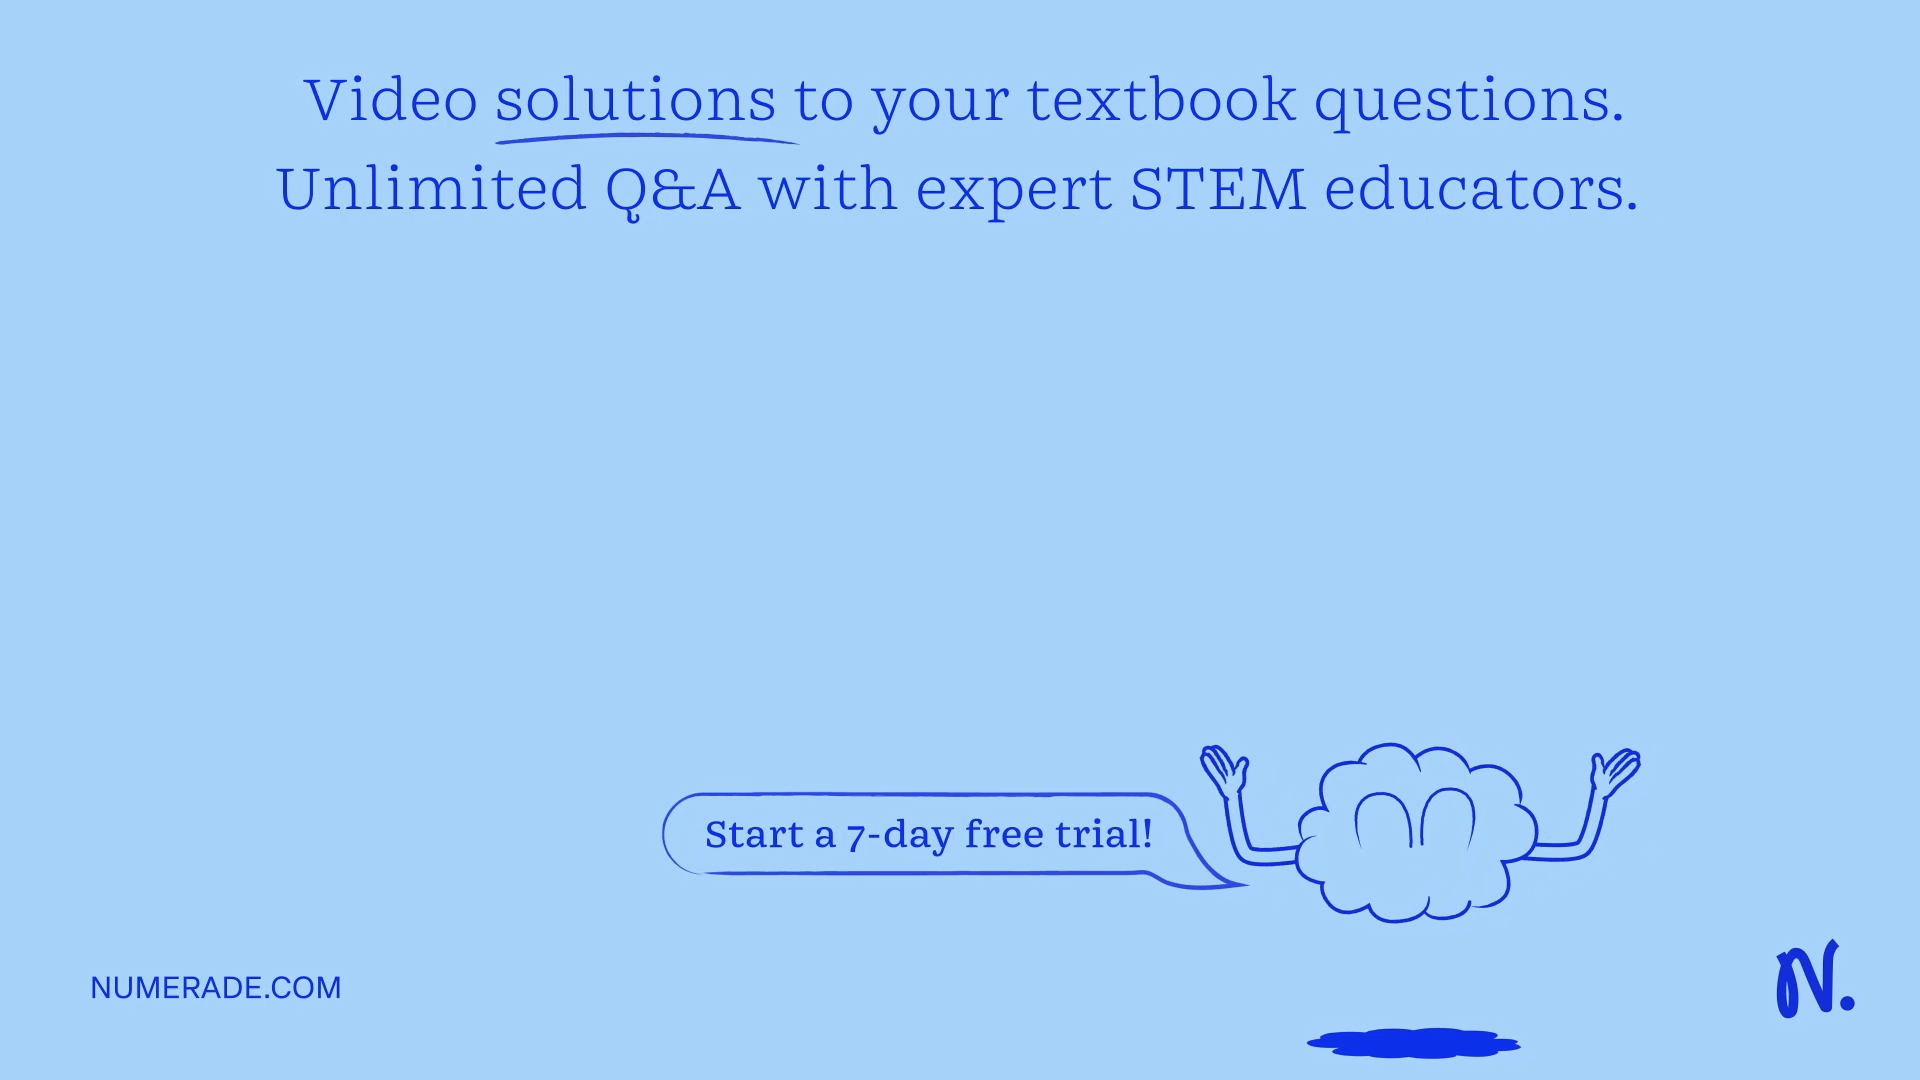 Video solutions to your textbook questions.
Unlimited Q&A with expert STEM educators.
Start a 7-day free trial!
NUMERADE.COM
N.